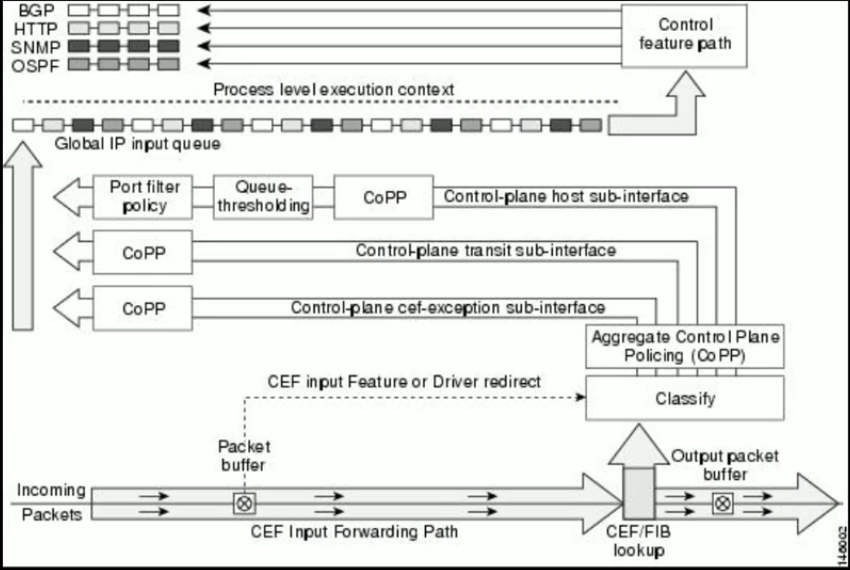 BGP
HTTP
SNMP
OSPF
Control
feature path
Process level execution context
Global IP input queue
Port filter
policy
Queue-
thresholding
CoPP
Control-plane host sub-interface
CoPP
Control-plane transit sub-interface
CoPP
Control-plane cef-exception sub-interface
Aggregate Control Plane
Policing (CoPP)
CEF input Feature or Driver redirect
Classify
Packet
buffer
Output packet
buffer
Incoming
Packets
CEF Input Forwarding Path
CEF/FIB
lookup
146002